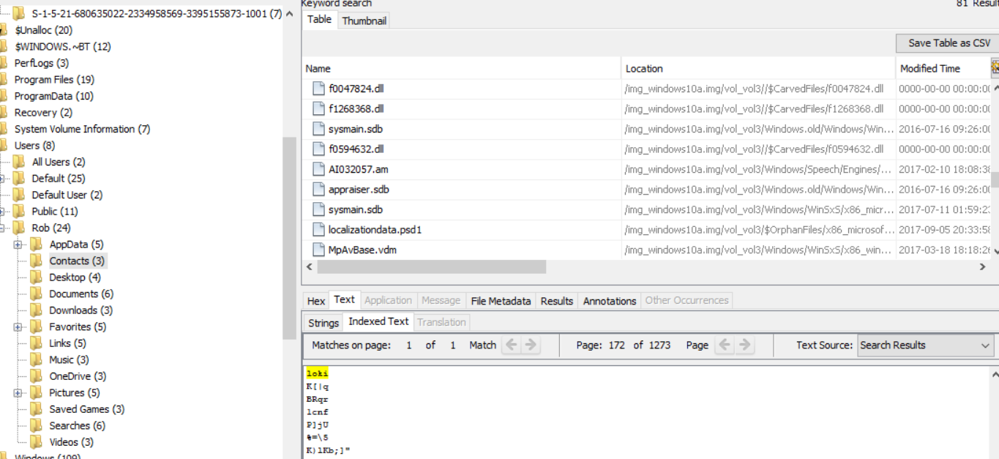 Keyword search
81 Result
S-1-5-21-680635022-2334958569-3395155873-1001 (7)
$Unalloc (20)
$WINDOWS.~BT (12)
PerfLogs (3)
Program Files (19)
ProgramData (10)
Recovery (2)
System Volume Information (7)
Users (8)
All Users (2)
Default (25)
Default User (2)
Public (11)
Rob (24)
AppData (5)
Contacts (3)
Desktop (4)
Documents (6)
Downloads (3)
Favorites (5)
Links (5)
Music (3)
OneDrive (3)
Pictures (5)
Saved Games (3)
Searches (6)
Videos (3)
Windows (109)
Table Thumbnail
Save Table as CSV
Name Location Modified Time
f0047824.dll /img_windows10a.img/vol_vol3//$CarvedFiles/f0047824.dll 0000-00-00 00:00:00
f1268368.dll /img_windows10a.img/vol_vol3//$CarvedFiles/f1268368.dll 0000-00-00 00:00:00
sysmain.sdb /img_windows10a.img/vol_vol3/Windows.old/Windows/Win... 2016-07-16 09:26:00
f0594632.dll /img_windows10a.img/vol_vol3//$CarvedFiles/f0594632.dll 0000-00-00 00:00:00
AI032057.am /img_windows10a.img/vol_vol3/Windows/Speech/Engines/... 2017-02-10 18:08:38
appraiser.sdb /img_windows10a.img/vol_vol3/Windows.old/Windows/Win... 2016-07-16 09:26:00
sysmain.sdb /img_windows10a.img/vol_vol3/Windows/WinSxS/x86_micr... 2017-07-11 01:59:23
localizationdata.psd1 /img_windows10a.img/vol_vol3/$OrphanFiles/x86_microsof... 2017-09-05 20:33:58
MpAvBase.vdm /img_windows10a.img/vol_vol3/Windows/WinSxS/x86_win... 2017-03-18 18:18:26
Hex Text Application Message File Metadata Results Annotations Other Occurrences
Strings Indexed Text Translation
Matches on page: 1 of 1 Match Page: 172 of 1273 Page Text Source: Search Results
loki
K[|q
BRqr
lcnf
P]jU
%=\5
K)lKb;]"